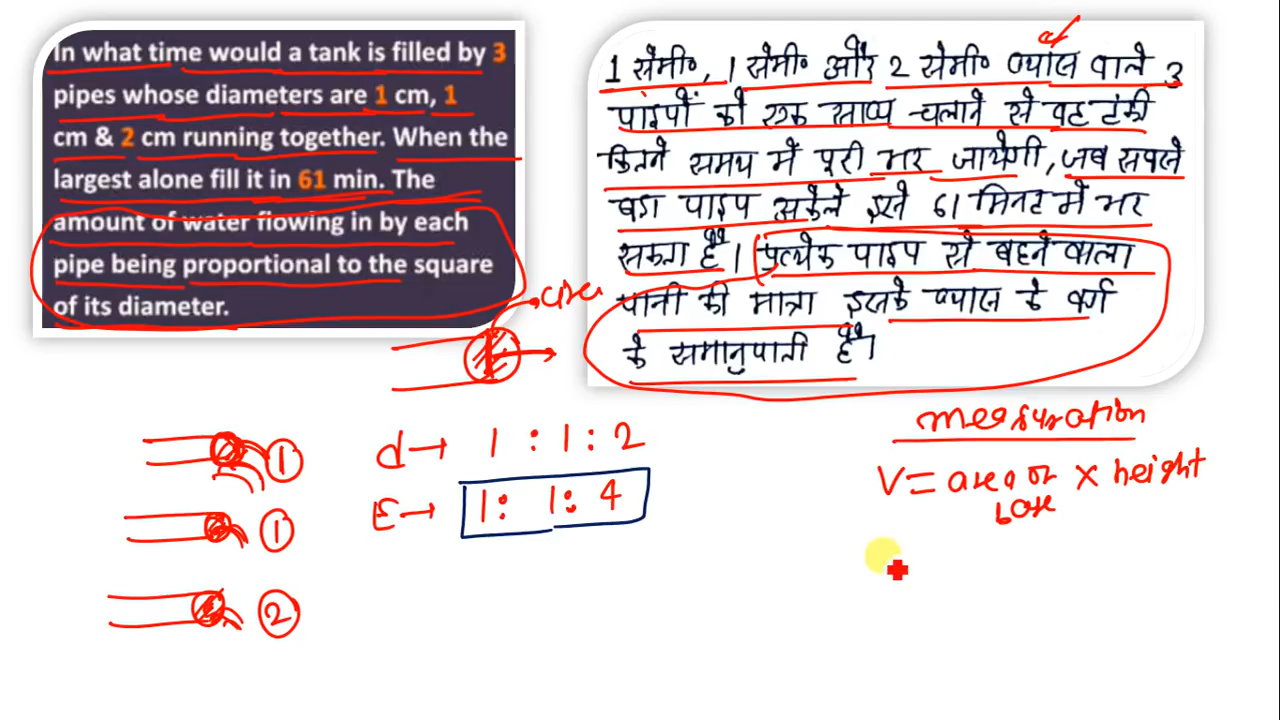 In what time would a tank is filled by 3
pipes whose diameters are 1 cm, 1
cm & 2 cm running together. When the
largest alone fill it in 61 min. The
amount of water flowing in by each
pipe being proportional to the square
of its diameter.
1 सेमी०, 1 सेमी० और 2 सेमी० व्यास वाले 3
पाइपों को एक साथ चलाने से वह टंकी
कितने समय में पूरी भर जायेगी, जब सबसे
बड़ा पाइप अकेले इसे 61 मिनट में भर
सकता है। प्रत्येक पाइप से बहने वाला
पानी की मात्रा इसके व्यास के वर्ग
के समानुपाती है।
d → 1 : 1 : 2
E → 1 : 1 : 4
1
1
2
mensuration
V = area of × height
base